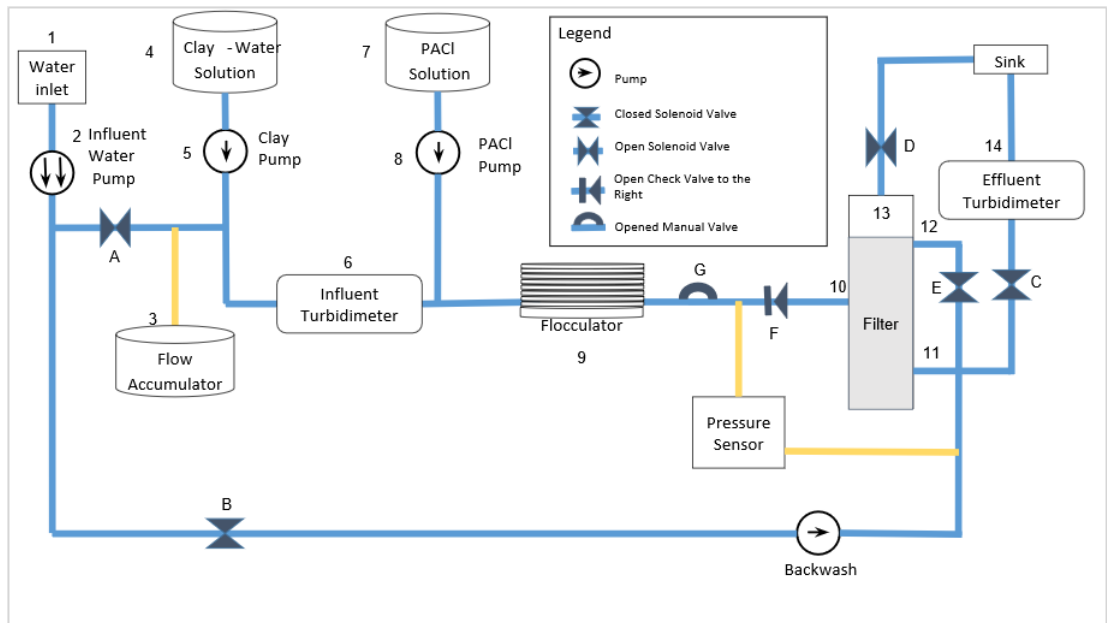 1
Water
inlet
2 Influent
Water
Pump
A
3
Flow
Accumulator
4
Clay - Water
Solution
5
Clay
Pump
6
Influent
Turbidimeter
7
PACl
Solution
8
PACl
Pump
Legend
Pump
Closed Solenoid Valve
Open Solenoid Valve
Open Check Valve to the
Right
Opened Manual Valve
Flocculator
9
G
F
Pressure
Sensor
10
13
Filter
12
11
D
Sink
14
Effluent
Turbidimeter
E
C
B
Backwash